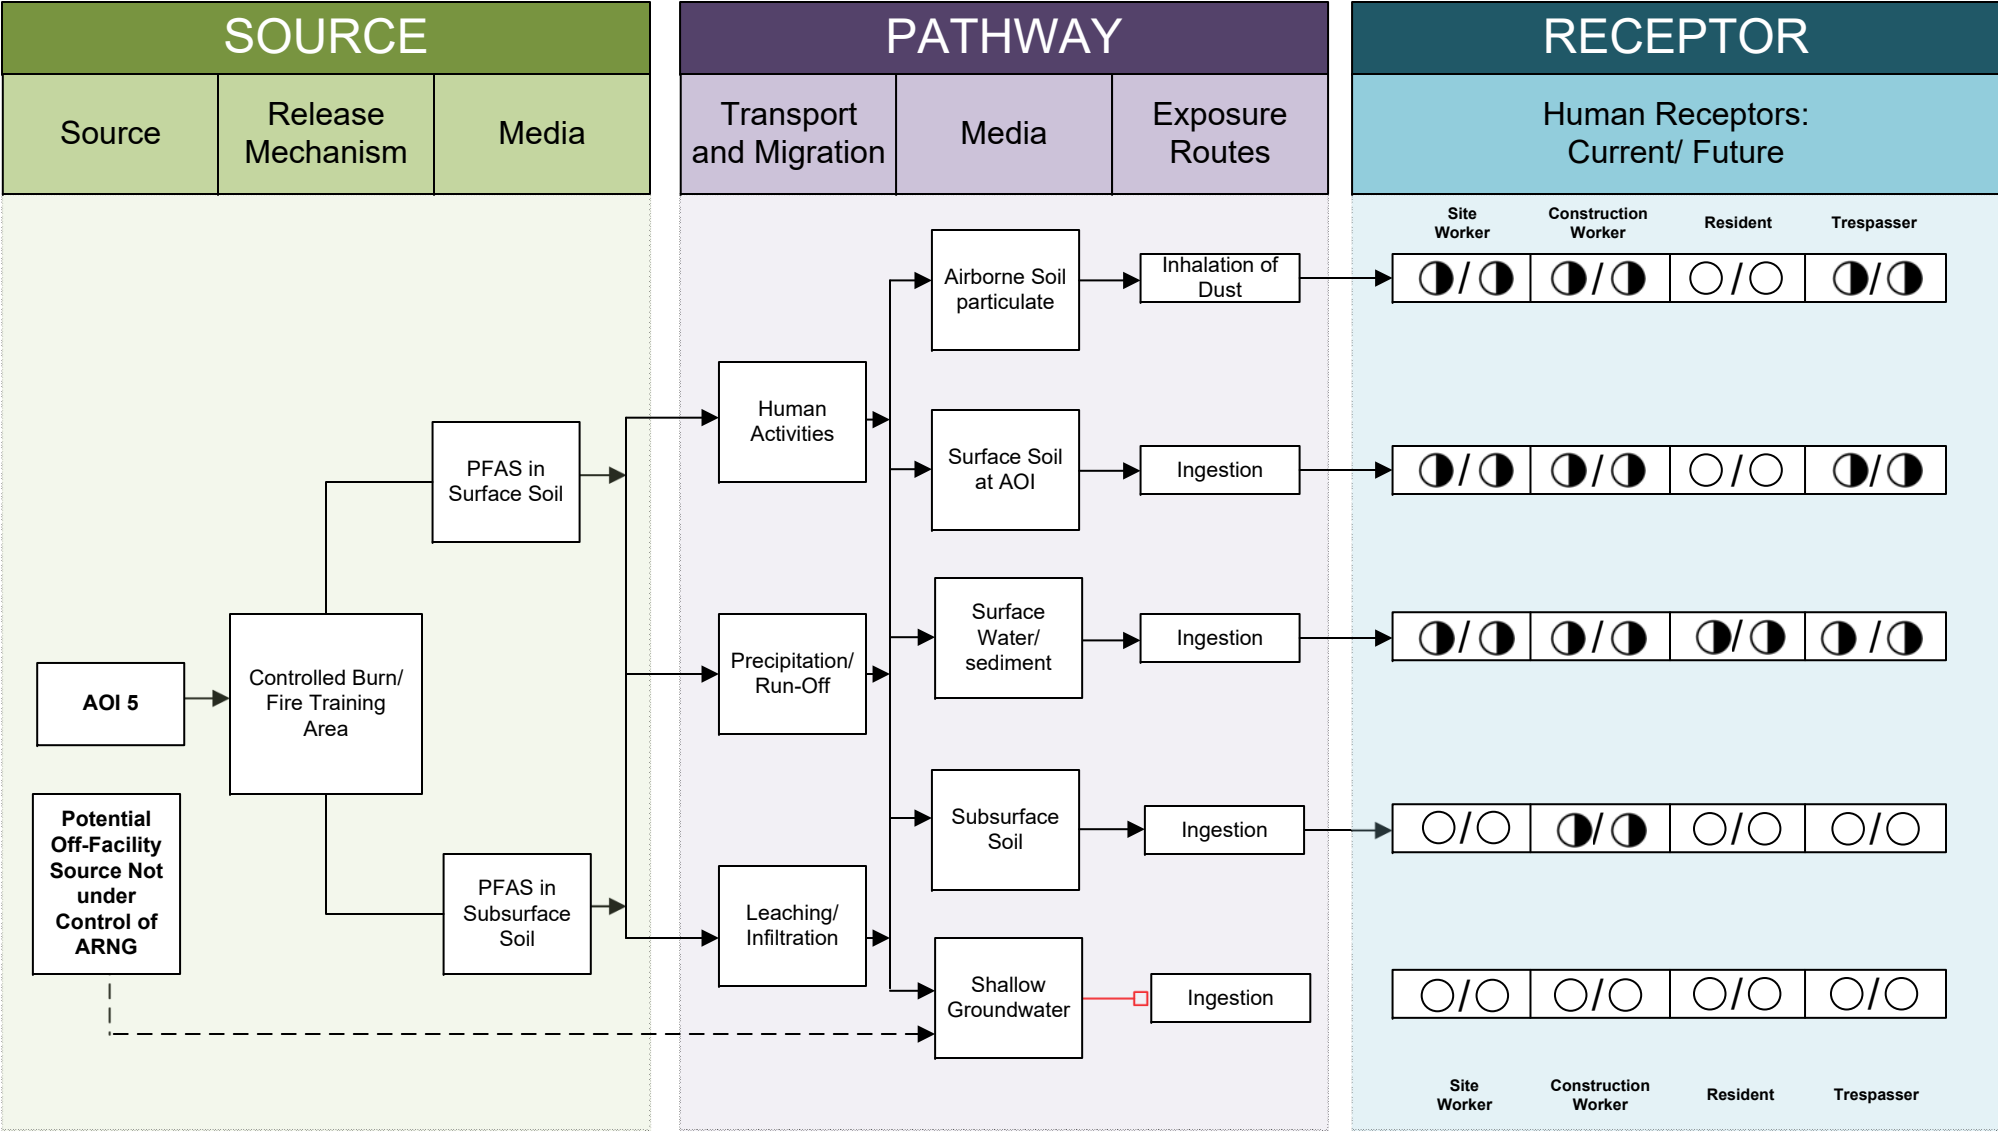 SOURCE
PATHWAY
RECEPTOR
Source
Release
Mechanism
Media
Transport
and Migration
Media
Exposure
Routes
Human Receptors:
Current/ Future
Site
Worker
Construction
Worker
Resident
Trespasser
Airborne Soil
particulate
Inhalation of
Dust
/
/
/
/
Human
Activities
PFAS in
Surface Soil
Surface Soil
at AOI
Ingestion
/
/
/
/
AOI 5
Controlled Burn/
Fire Training
Area
Precipitation/
Run-Off
Surface
Water/
sediment
Ingestion
/
/
/
/
Potential
Off-Facility
Source Not
under
Control of
ARNG
PFAS in
Subsurface
Soil
Leaching/
Infiltration
Subsurface
Soil
Ingestion
/
/
/
/
Shallow
Groundwater
Ingestion
/
/
/
/
Site
Worker
Construction
Worker
Resident
Trespasser